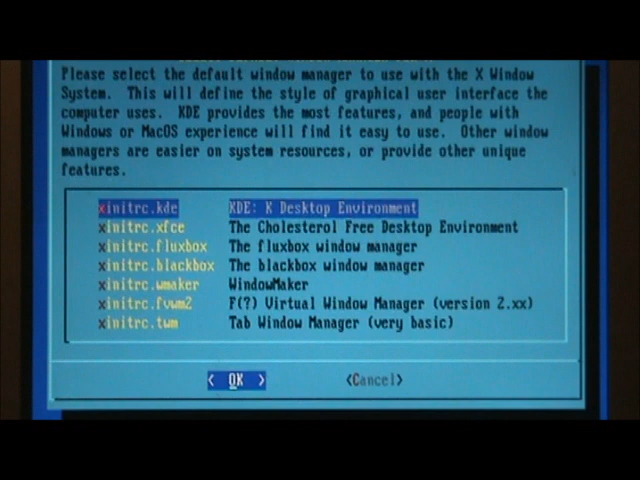 Please select the default window manager to use with the X Window
System.  This will define the style of graphical user interface the
computer uses.  KDE provides the most features, and people with
Windows or MacOS experience will find it easy to use.  Other window
managers are easier on system resources, or provide other unique
features.
xinitrc.kde KDE: K Desktop Environment
xinitrc.xfce The Cholesterol Free Desktop Environment
xinitrc.fluxbox The fluxbox window manager
xinitrc.blackbox The blackbox window manager
xinitrc.wmaker WindowMaker
xinitrc.fvwm2 F(?) Virtual Window Manager (version 2.xx)
xinitrc.twm Tab Window Manager (very basic)
< OK > <Cancel>